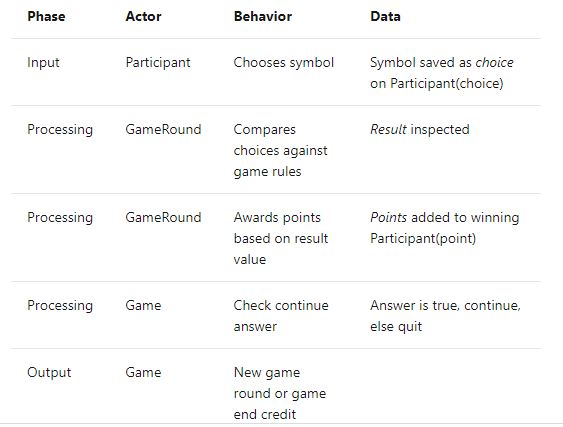 Phase Actor Behavior Data
Input Participant Chooses symbol Symbol saved as choice
on Participant(choice)
Processing GameRound Compares Result inspected
choices against
game rules
Processing GameRound Awards points Points added to winning
based on result Participant(point)
value
Processing Game Check continue Answer is true, continue,
answer else quit
Output Game New game
round or game
end credit